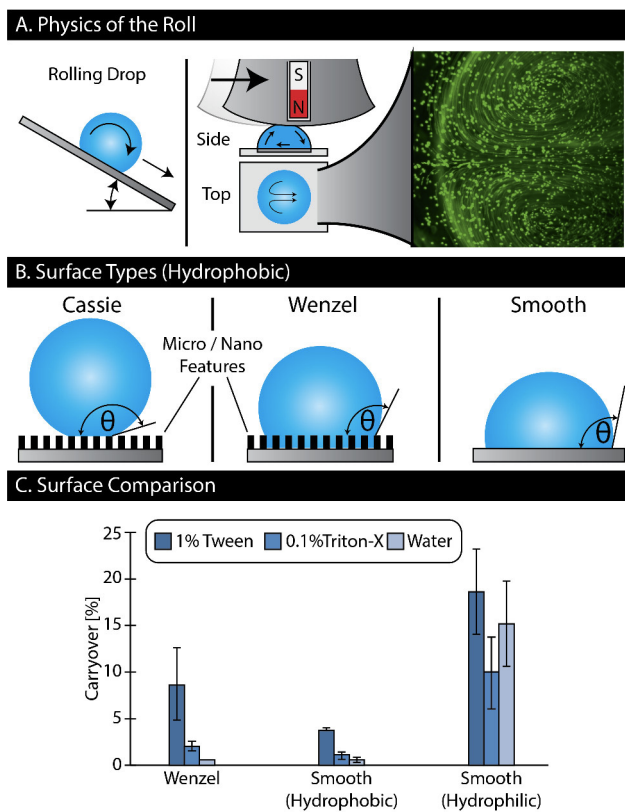 A. Physics of the Roll
Rolling Drop
S
N
Side
Top
B. Surface Types (Hydrophobic)
Cassie
Wenzel
Smooth
Micro / Nano
Features
θ
θ
θ
C. Surface Comparison
1% Tween
0.1%Triton-X
Water
Carryover [%]
25
20
15
10
5
0
Wenzel
Smooth
(Hydrophobic)
Smooth
(Hydrophilic)